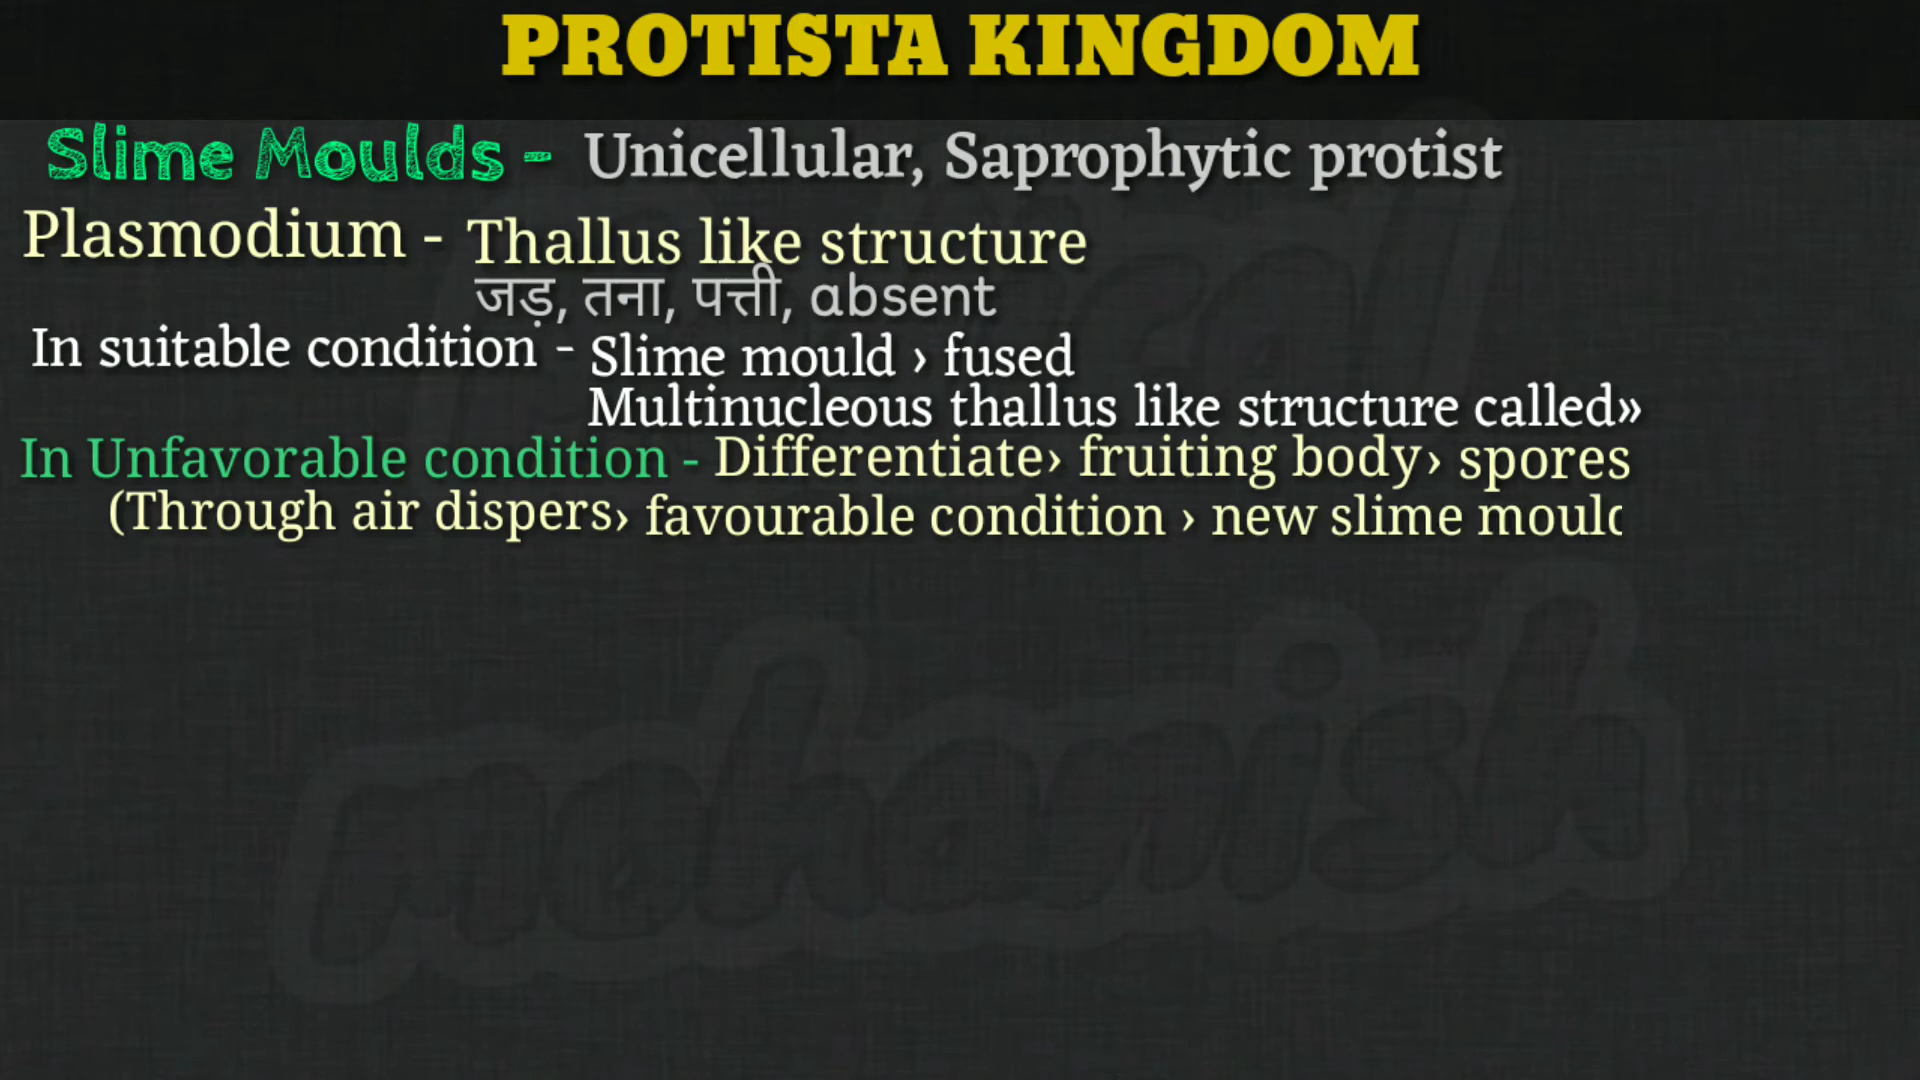 PROTISTA KINGDOM
Slime Moulds - Unicellular, Saprophytic protist
Plasmodium - Thallus like structure
जड़, तना, पत्ती, absent
In suitable condition - Slime mould › fused
Multinucleous thallus like structure called»
In Unfavorable condition - Differentiate› fruiting body› spores
(Through air dispers› favourable condition › new slime
mohanish